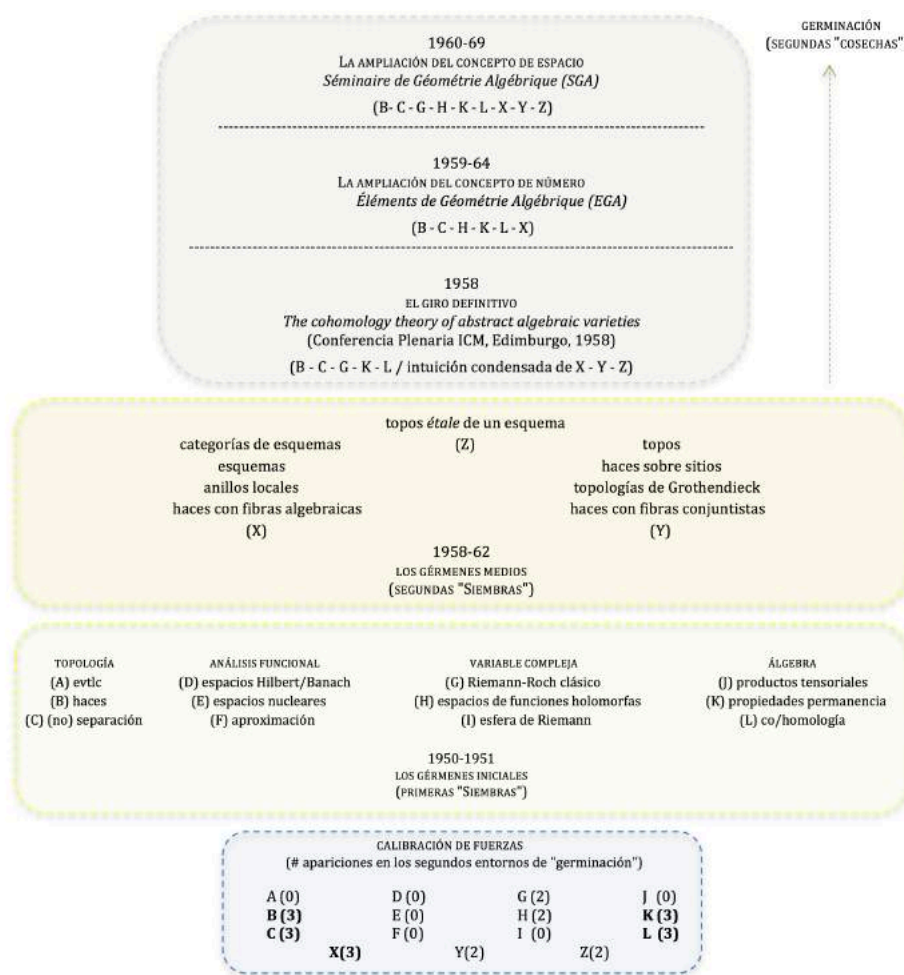 GERMINACIÓN
(SEGUNDAS "COSECHAS"
1960-69
LA AMPLIACIÓN DEL CONCEPTO DE ESPACIO
Séminaire de Géométrie Algébrique (SGA)
(B- C - G - H - K - L - X - Y - Z)
1959-64
LA AMPLIACIÓN DEL CONCEPTO DE NÚMERO
Éléments de Géométrie Algébrique (EGA)
(B - C - H - K - L - X)
1958
EL GIRO DEFINITIVO
The cohomology theory of abstract algebraic varieties
(Conferencia Plenaria ICM, Edimburgo, 1958)
(B - C - G - K - L / intuición condensada de X - Y - Z)
topos étale de un esquema
(Z)
categorías de esquemas
esquemas
anillos locales
haces con fibras algebraicas
(X)
topos
haces sobre sitios
topologías de Grothendieck
haces con fibras conjuntistas
(Y)
1958-62
LOS GÉRMENES MEDIOS
(SEGUNDAS "SIEMBRAS")
TOPOLOGÍA
(A) evtlc
(B) haces
(C) (no) separación
ANÁLISIS FUNCIONAL
(D) espacios Hilbert/Banach
(E) espacios nucleares
(F) aproximación
VARIABLE COMPLEJA
(G) Riemann-Roch clásico
(H) espacios de funciones holomorfas
(I) esfera de Riemann
ÁLGEBRA
(J) productos tensoriales
(K) propiedades permanencia
(L) co/homología
1950-1951
LOS GÉRMENES INICIALES
(PRIMERAS "SIEMBRAS")
CALIBRACIÓN DE FUERZAS
(# apariciones en los segundos entornos de "germinación")
A (0) D (0) G (2) J (0)
B (3) E (0) H (2) K (3)
C (3) F (0) I (0) L (3)
X(3) Y(2) Z(2)